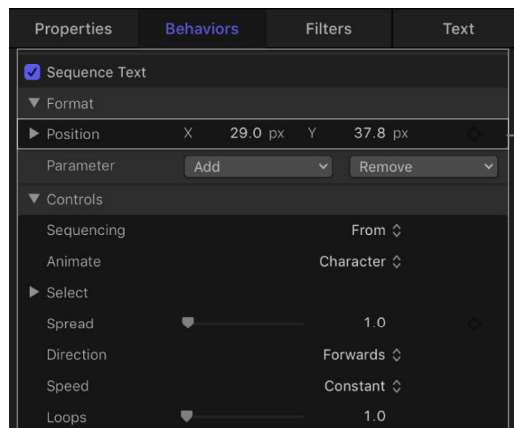 Properties Behaviors Filters Text
Sequence Text
Format
Position X 29.0 px Y 37.8 px
Parameter Add Remove
Controls
Sequencing From
Animate Character
Select
Spread 1.0
Direction Forwards
Speed Constant
Loops 1.0